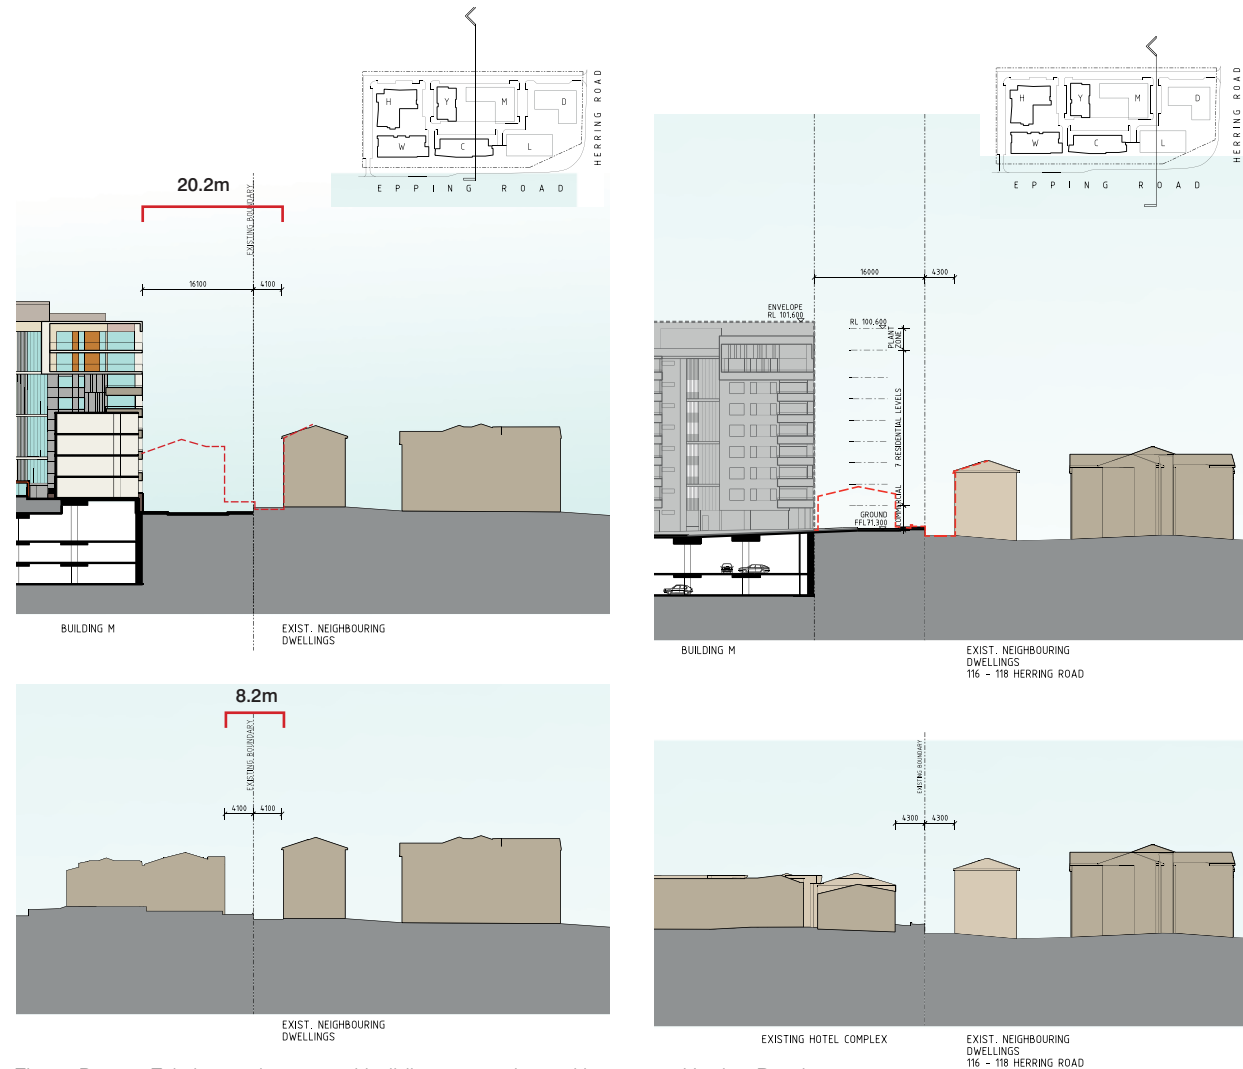 H
Y
M
D
W
C
L
HERRING ROAD
EPPING ROAD
20.2m
EXISTING BOUNDARY
16100
4100
BUILDING M
EXIST. NEIGHBOURING
DWELLINGS
H
Y
M
D
W
C
L
HERRING ROAD
EPPING ROAD
16000
4300
ENVELOPE
RL 101,600
RL 100,600
PLANT
ZONE
7 RESIDENTIAL LEVELS
COMMERCIAL
GROUND
FFL71,300
BUILDING M
EXIST. NEIGHBOURING
DWELLINGS
116 - 118 HERRING ROAD
8.2m
EXISTING BOUNDARY
4100
4100
EXIST. NEIGHBOURING
DWELLINGS
EXISTING BOUNDARY
4300
4300
EXISTING HOTEL COMPLEX
EXIST. NEIGHBOURING
DWELLINGS
116 - 118 HERRING ROAD